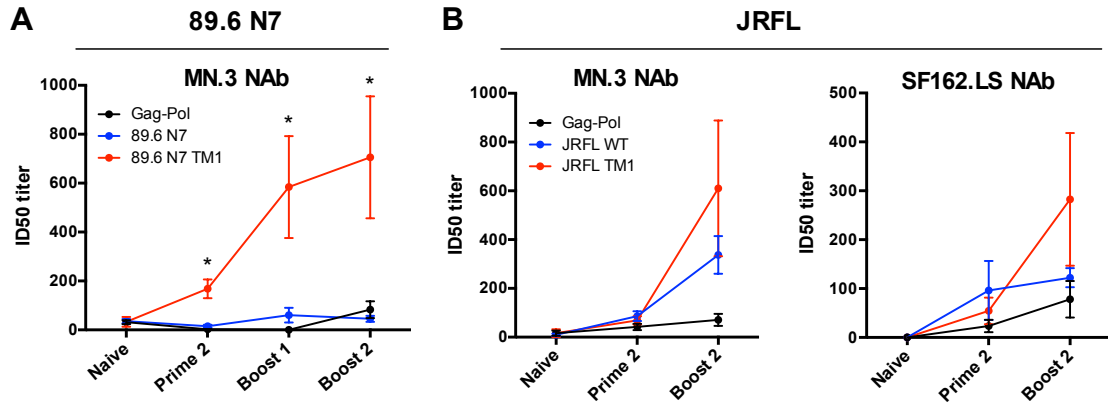 A
89.6 N7
MN.3 NAb
ID50 titer
1000
800
600
400
200
0
Gag-Pol
89.6 N7
89.6 N7 TM1
*
*
*
Naive
Prime 2
Boost 1
Boost 2
B
JRFL
MN.3 NAb
ID50 titer
1000
800
600
400
200
0
Gag-Pol
JRFL WT
JRFL TM1
Naive
Prime 2
Boost 2
SF162.LS NAb
ID50 titer
500
400
300
200
100
0
Naive
Prime 2
Boost 2